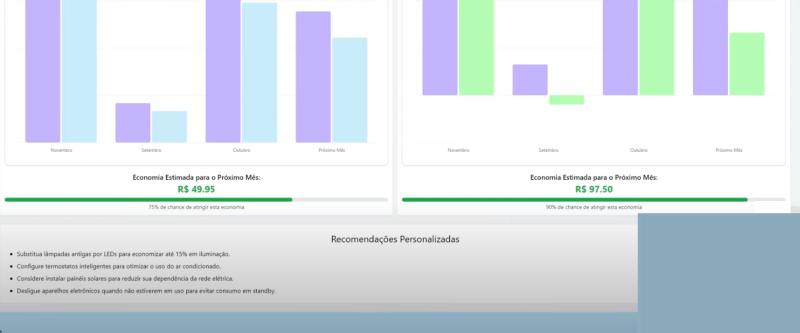 Novembro
Setembro
Outubro
Próximo Mês
Novembro
Setembro
Outubro
Próximo Mês
Economia Estimada para o Próximo Mês:
R$ 49.95
75% de chance de atingir esta economia
Economia Estimada para o Próximo Mês:
R$ 97.50
90% de chance de atingir esta economia
Recomendações Personalizadas
• Substitua lâmpadas antigas por LEDs para economizar até 15% em iluminação.
• Configure termostatos inteligentes para otimizar o uso do ar condicionado.
• Considere instalar painéis solares para reduzir sua dependência da rede elétrica.
• Desligue aparelhos eletrônicos quando não estiverem em uso para evitar consumo em standby.